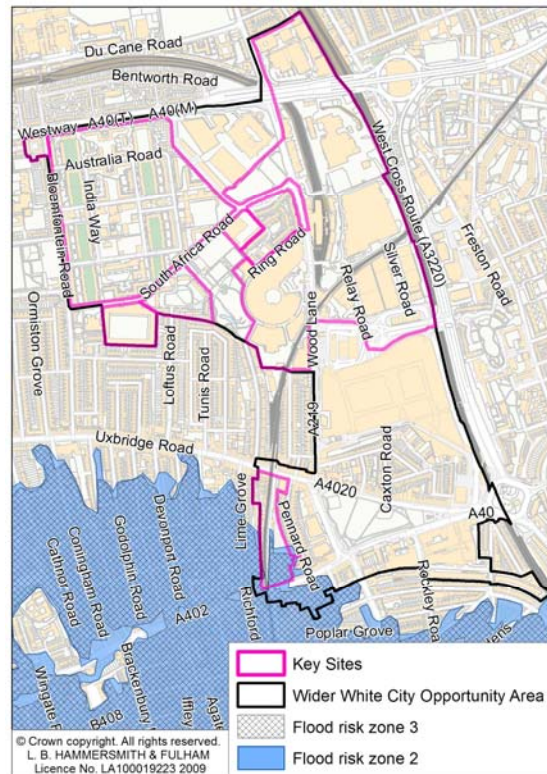 Du Cane Road
Bentworth Road
Westway A40(T) A40(M)
Australia Road
India Way
Bloemfontein Road
South Africa Road
Ring Road
West Cross Route (A3220)
Freston Road
Silver Road
Relay Road
Wood Lane
Ormiston Grove
Loftus Road
Tunis Road
Uxbridge Road
A219
Caxton Road
A4020
A40
Lime Grove
Pennard Road
Devonport Road
Godolphin Road
Coningham Road
Cathnor Road
A402
Richford
Rockley Road
Poplar Grove
Brackenbury
Wingate
B408
Iffley
Key Sites
Wider White City Opportunity Area
Flood risk zone 3
Flood risk zone 2
© Crown copyright. All rights reserved.
L. B. HAMMERSMITH & FULHAM
Licence No. LA100019223 2009